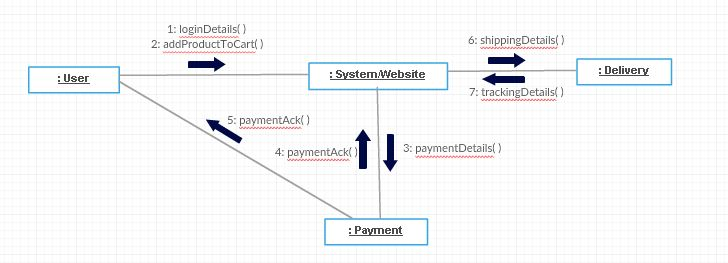 1: loginDetails( )
2: addProductToCart( )
6: shippingDetails( )
: User
: System/Website
: Delivery
7: trackingDetails( )
5: paymentAck( )
4: paymentAck( )
3: paymentDetails( )
: Payment